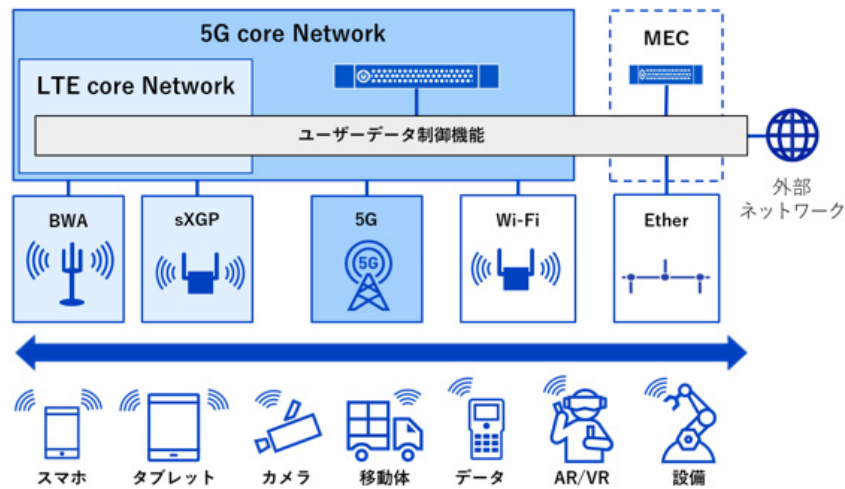 5G core Network
MEC
LTE core Network
ユーザーデータ制御機能
外部
ネットワーク
BWA
sXGP
5G
Wi-Fi
Ether
5G
スマホ
タブレット
カメラ
移動体
データ
AR/VR
設備